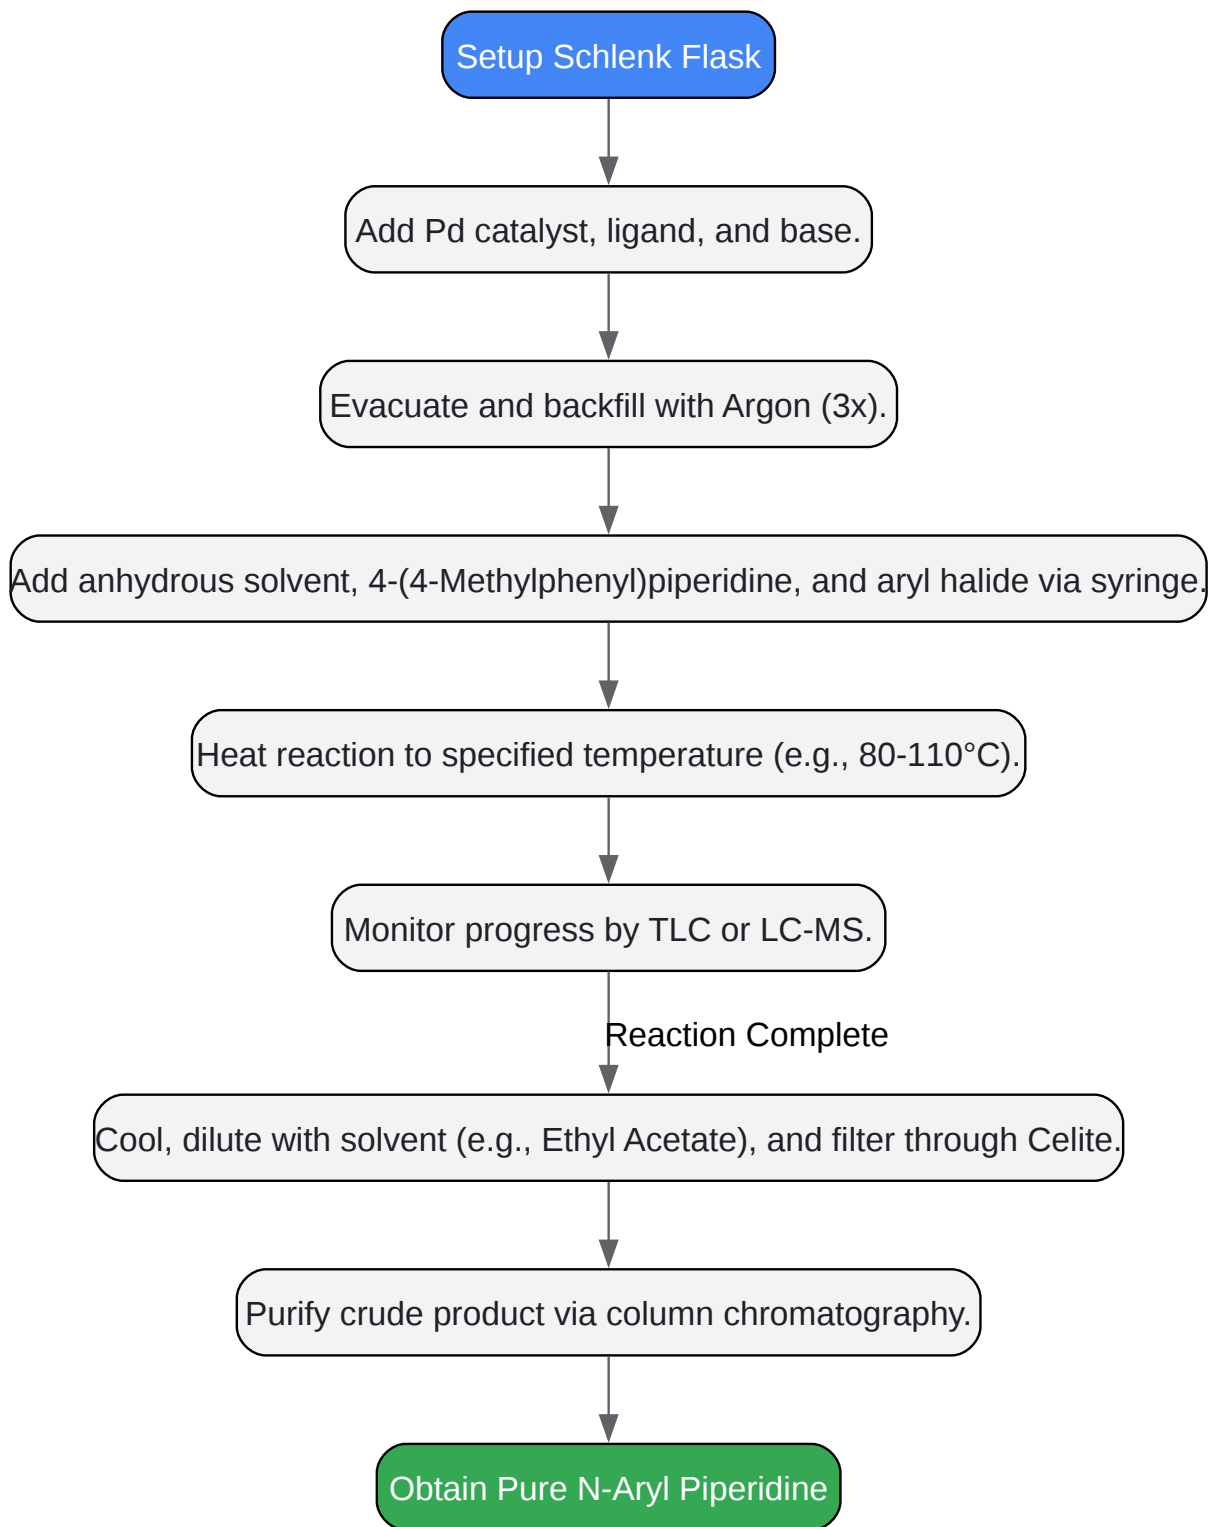 Setup Schlenk Flask
Add Pd catalyst, ligand, and base.
Evacuate and backfill with Argon (3x).
Add anhydrous solvent, 4-(4-Methylphenyl)piperidine, and aryl halide via syringe.
Heat reaction to specified temperature (e.g., 80-110°C).
Monitor progress by TLC or LC-MS.
Reaction Complete
Cool, dilute with solvent (e.g., Ethyl Acetate), and filter through Celite.
Purify crude product via column chromatography.
Obtain Pure N-Aryl Piperidine